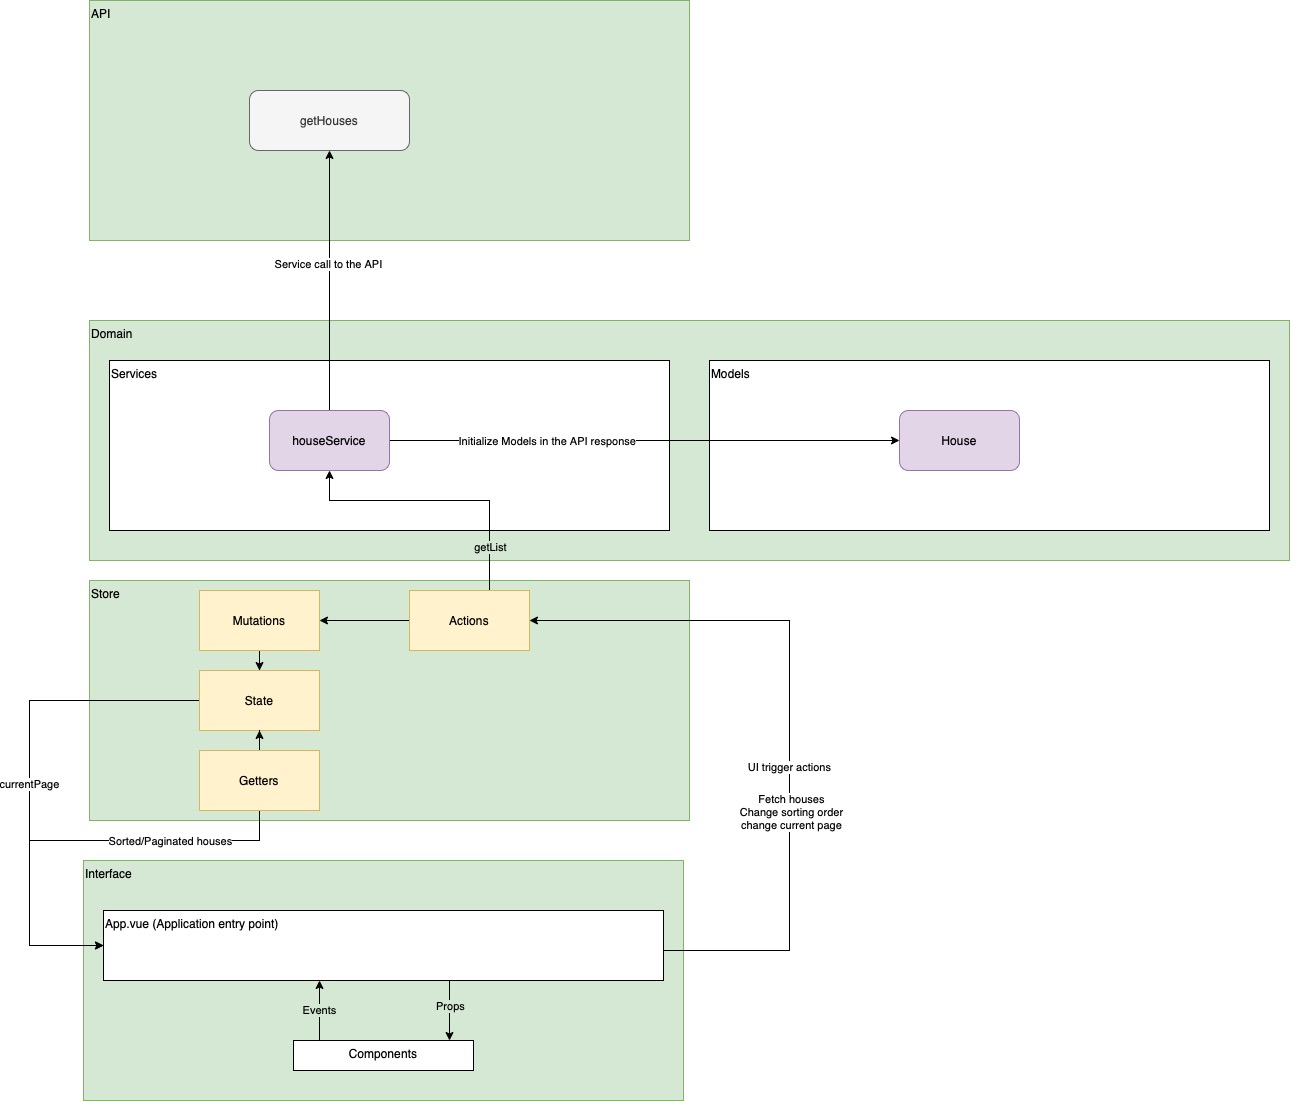 API
getHouses
Service call to the API
Domain
Services
Models
houseService
Initialize Models in the API response
House
getList
Store
Mutations
Actions
State
Getters
currentPage
Sorted/Paginated houses
UI trigger actions
Fetch houses
Change sorting order
change current page
Interface
App.vue (Application entry point)
Events
Props
Components